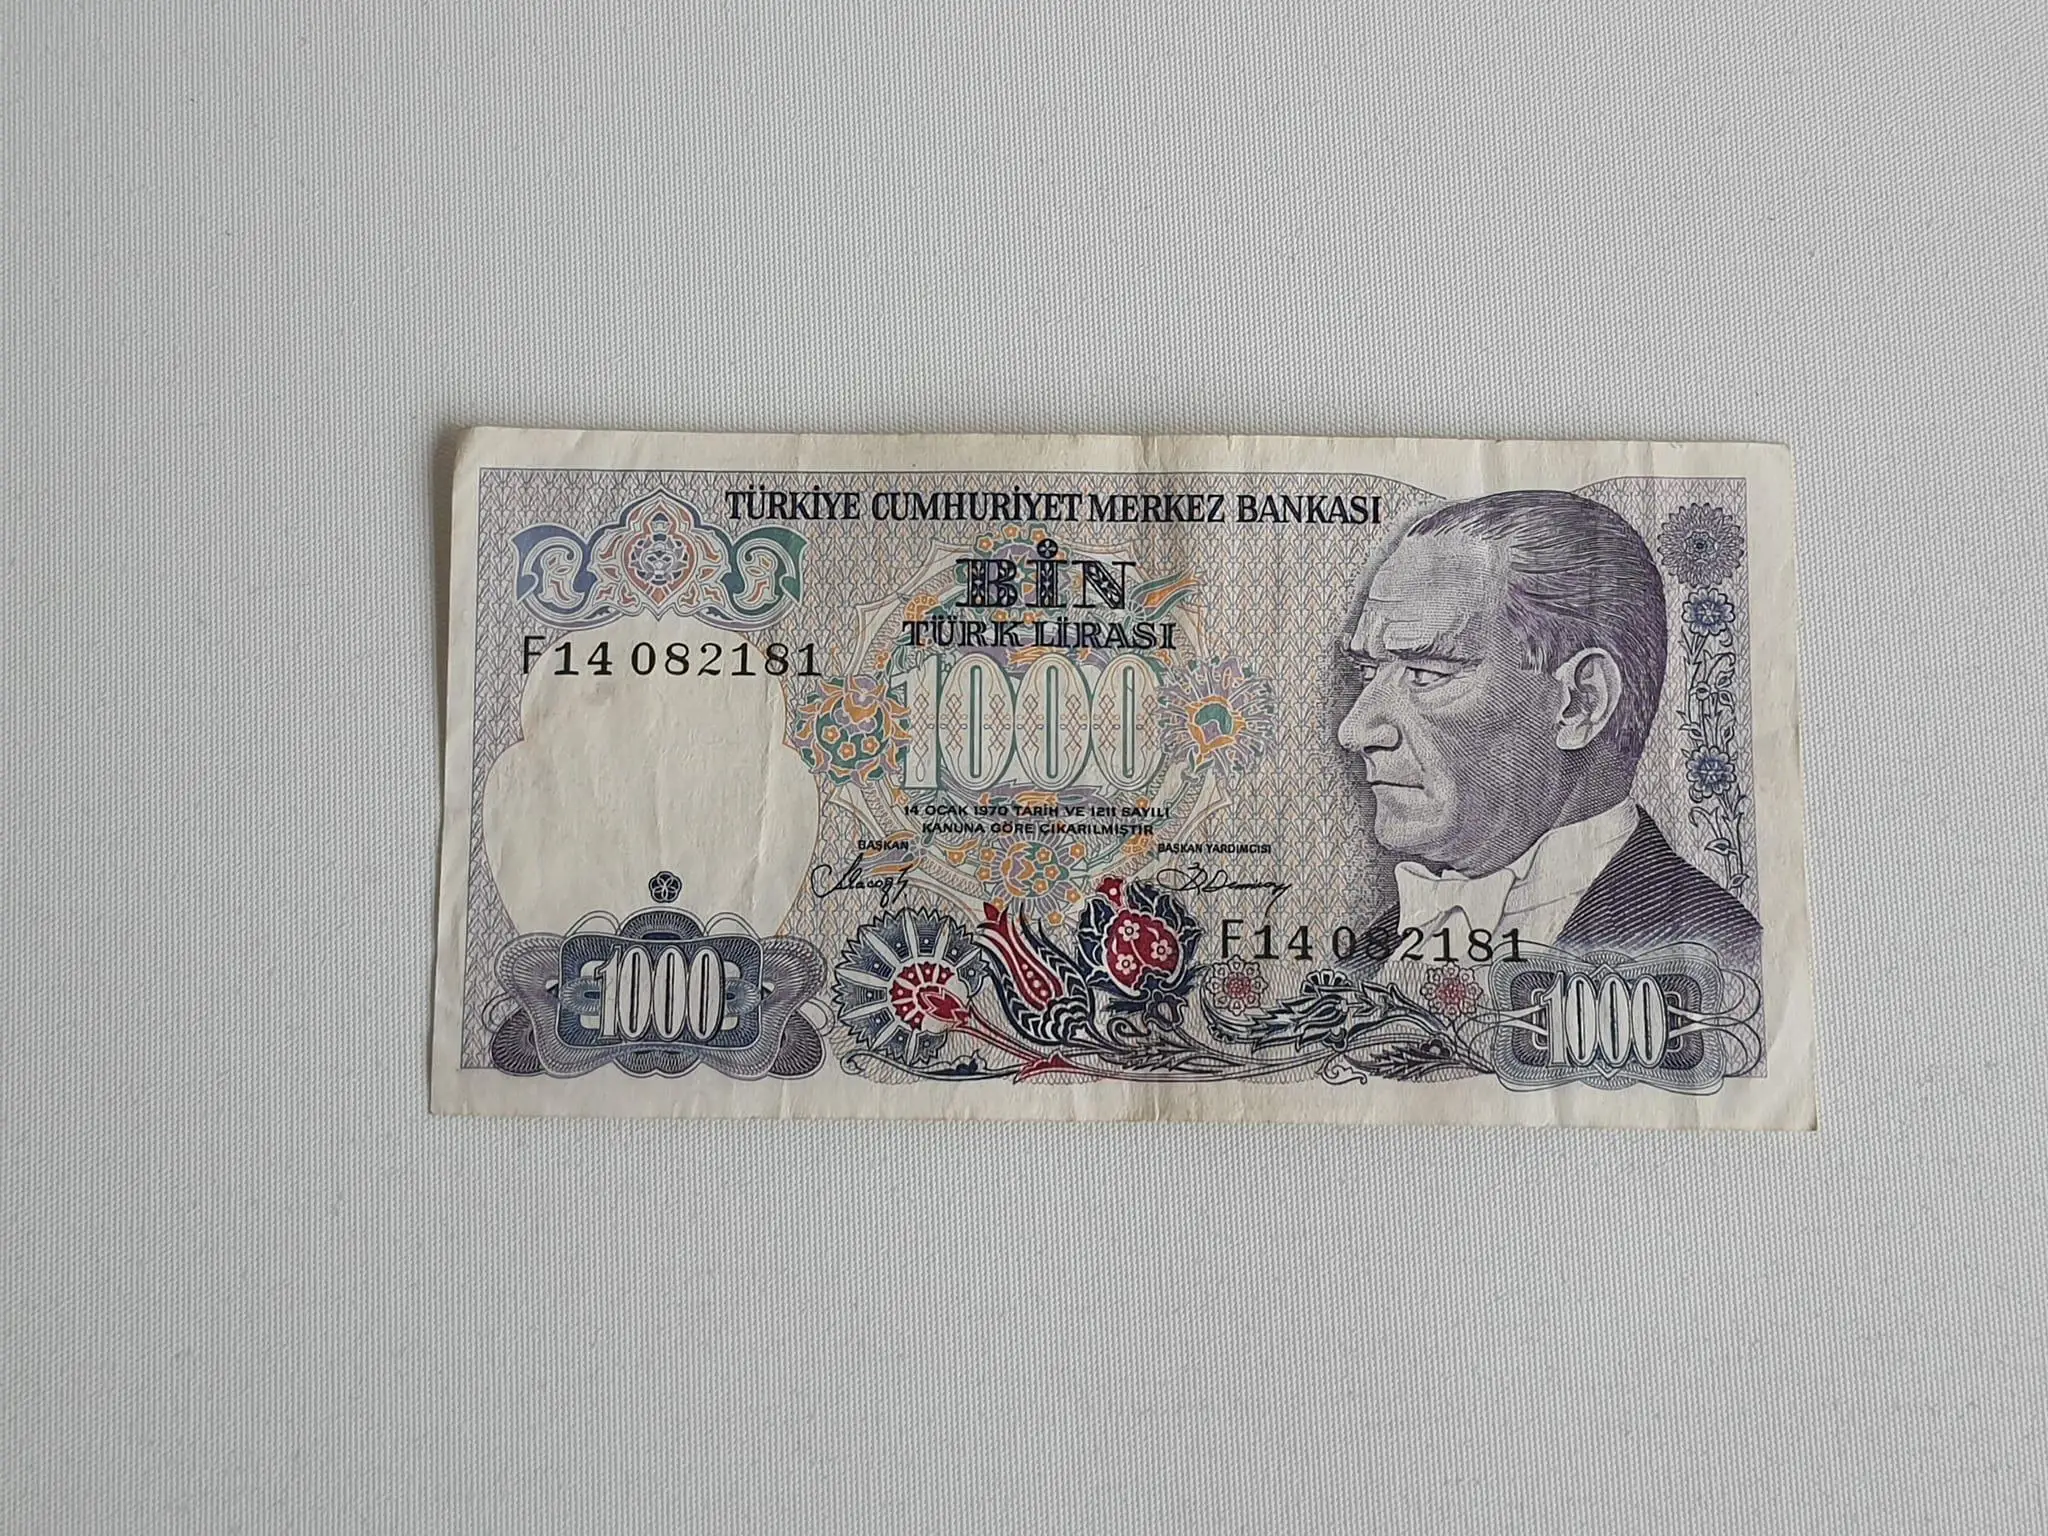 TÜRKİYE CUMHURİYET MERKEZ BANKASI
BİN
TÜRK LİRASI
F14 082181
1000
14 OCAK 1970 TARİH VE 1211 SAYILI
KANUNA GÖRE ÇIKARILMIŞTIR
BAŞKAN
BAŞKAN YARDIMCISI
F14 082181
1000
1000